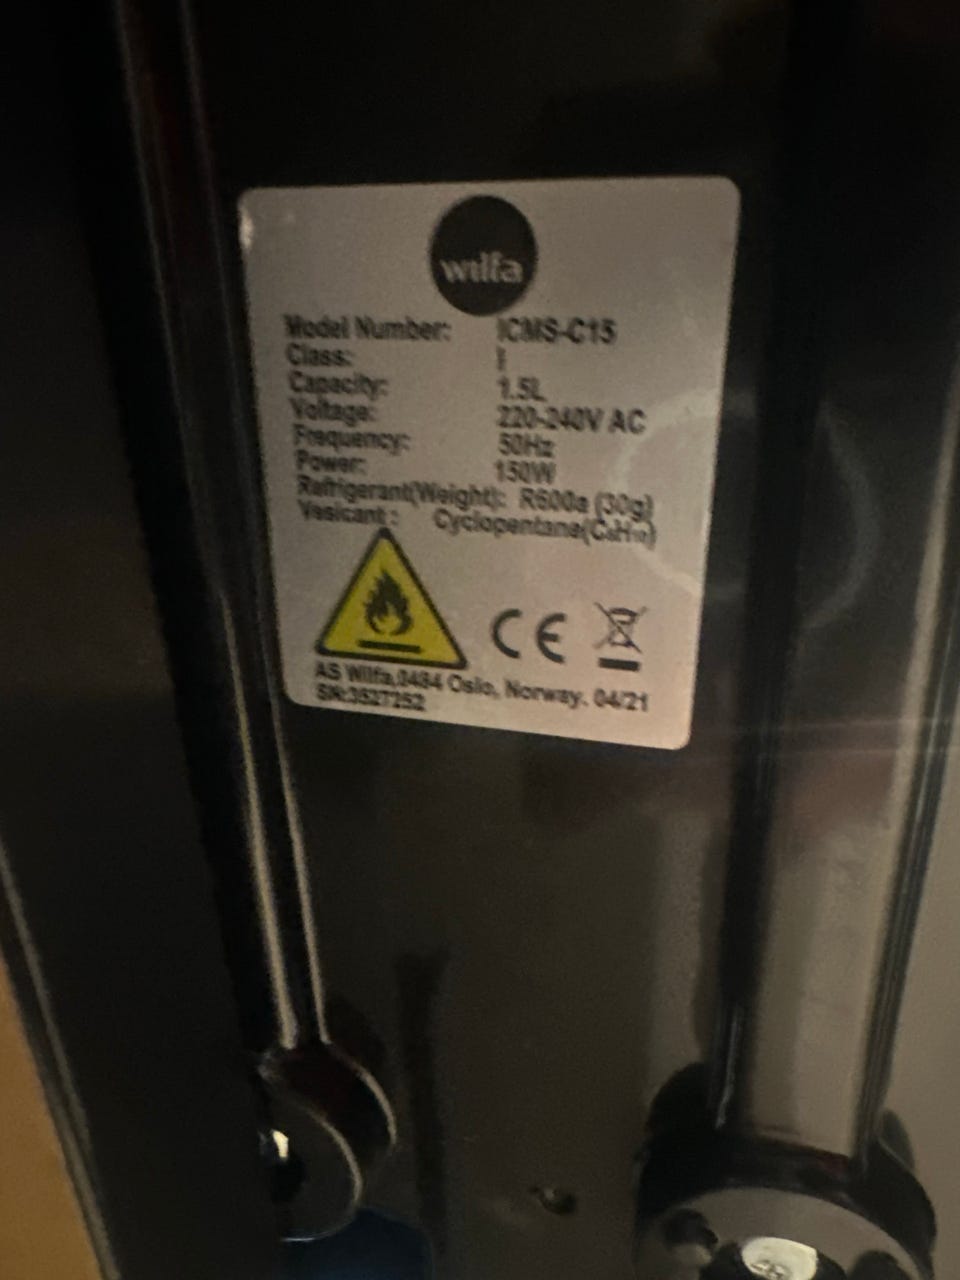 wilfa
Model Number: ICMS-C15
Class: I
Capacity: 1.5L
Voltage: 220-240V AC
Frequency: 50Hz
Power: 150W
Refrigerant(Weight): R600a (30g)
Vesicant: Cyclopentane(C₅H₁₀)
CE
AS Wilfa,0484 Oslo, Norway. 04/21
SN:3527252